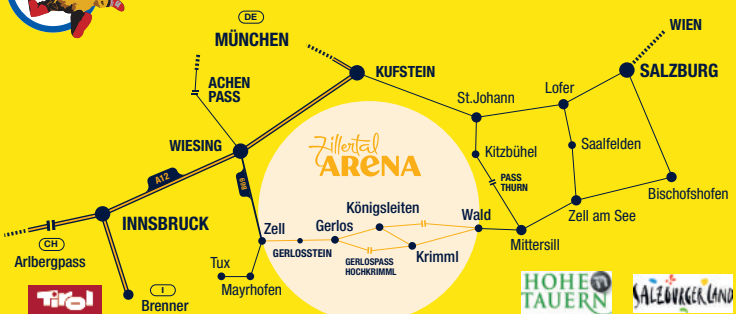 DE
MÜNCHEN
WIEN
ACHEN
PASS
KUFSTEIN
SALZBURG
St.Johann
Lofer
WIESING
Zillertal
ARENA
Kitzbühel
Saalfelden
A12
B169
PASS
THURN
Bischofshofen
INNSBRUCK
Zell
Gerlos
Königsleiten
Wald
Zell am See
GERLOSSTEIN
GERLOSPASS
HOCHKRIMML
Krimml
Mittersill
CH
Arlbergpass
Tux
Mayrhofen
I
Brenner
Tirol
HOHE
TAUERN
SALZBURGERLAND